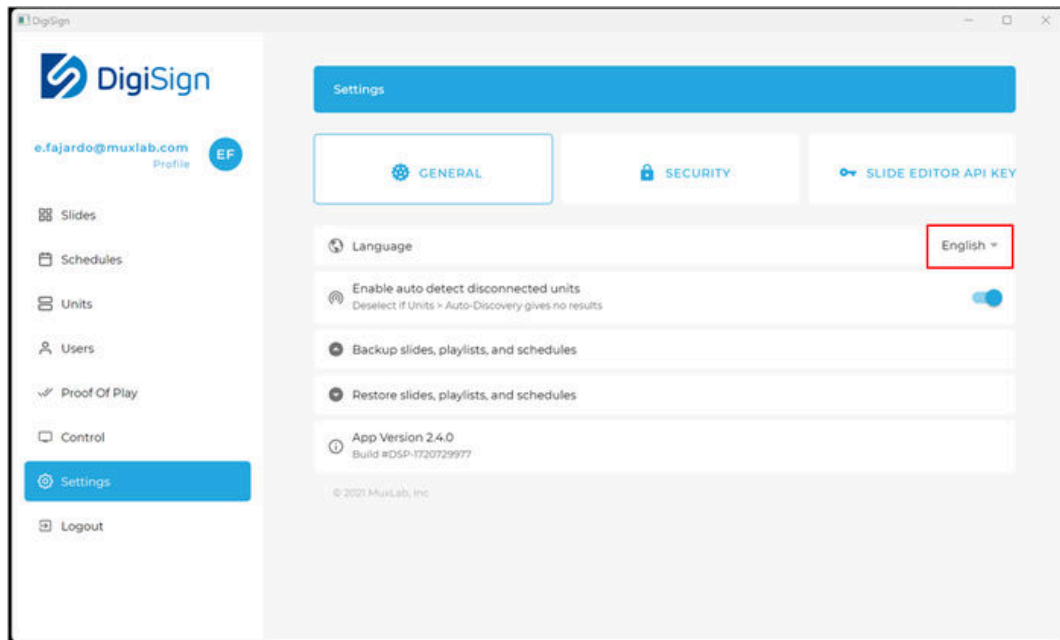 DigiSign
DigiSign
e.fajardo@muxlab.com
Profile
EF
Slides
Schedules
Units
Users
Proof Of Play
Control
Settings
Logout
Settings
GENERAL
SECURITY
SLIDE EDITOR API KEY
Language
English
Enable auto detect disconnected units
Deselect if Units > Auto-Discovery gives no results
Backup slides, playlists, and schedules
Restore slides, playlists, and schedules
App Version 2.4.0
Build #DSP-1720729977
© 2021 MuxLab, Inc